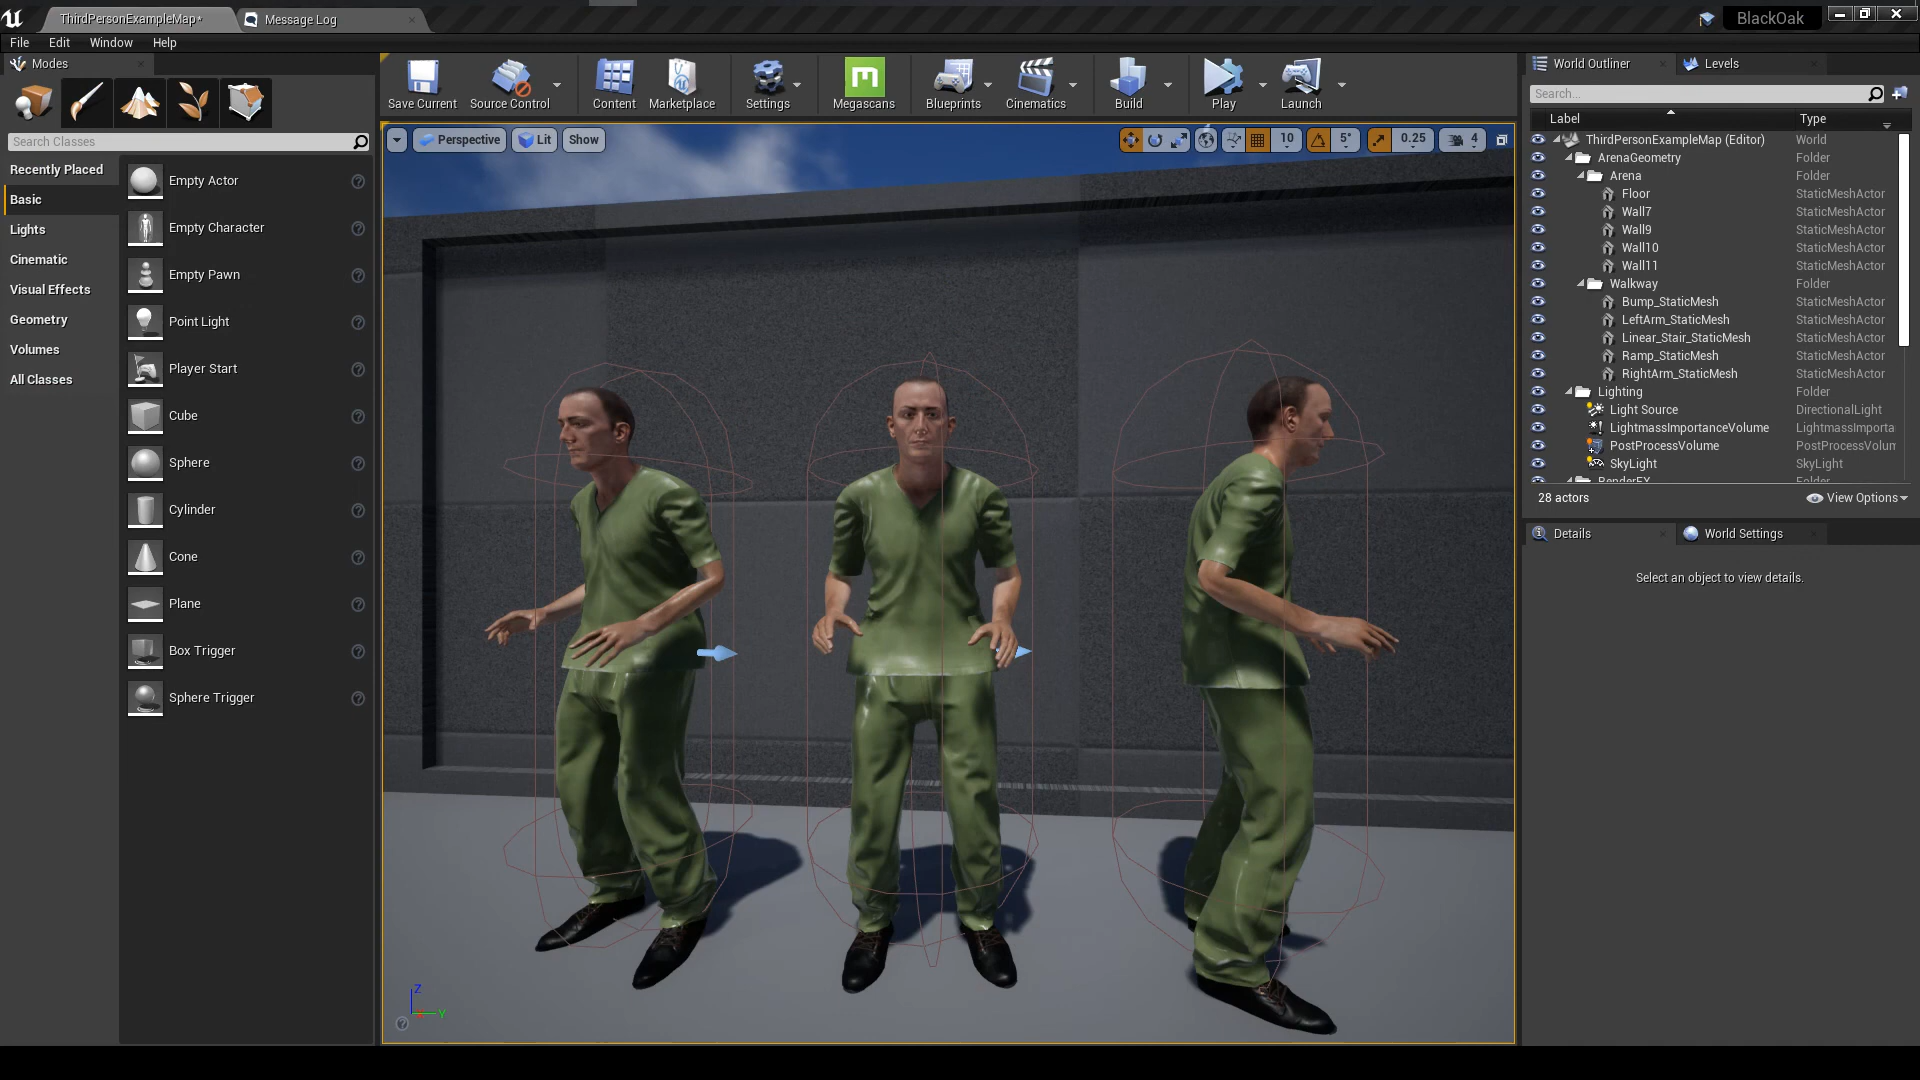 ThirdPersonExampleMap*
Message Log
BlackOak
File Edit Window Help
Modes
Search Classes
Recently Placed
Basic
Lights
Cinematic
Visual Effects
Geometry
Volumes
All Classes
Empty Actor
Empty Character
Empty Pawn
Point Light
Player Start
Cube
Sphere
Cylinder
Cone
Plane
Box Trigger
Sphere Trigger
Save Current
Source Control
Content
Marketplace
Settings
Megascans
Blueprints
Cinematics
Build
Play
Launch
Perspective
Lit
Show
10
5°
0.25
4
Z
Y
World Outliner
Levels
Search...
Label Type
ThirdPersonExampleMap (Editor) World
ArenaGeometry Folder
Arena Folder
Floor StaticMeshActor
Wall7 StaticMeshActor
Wall9 StaticMeshActor
Wall10 StaticMeshActor
Wall11 StaticMeshActor
Walkway Folder
Bump_StaticMesh StaticMeshActor
LeftArm_StaticMesh StaticMeshActor
Linear_Stair_StaticMesh StaticMeshActor
Ramp_StaticMesh StaticMeshActor
RightArm_StaticMesh StaticMeshActor
Lighting Folder
Light Source DirectionalLight
LightmassImportanceVolume LightmassImporta
PostProcessVolume PostProcessVolum
SkyLight SkyLight
RenderFX Folder
28 actors
View Options
Details
World Settings
Select an object to view details.